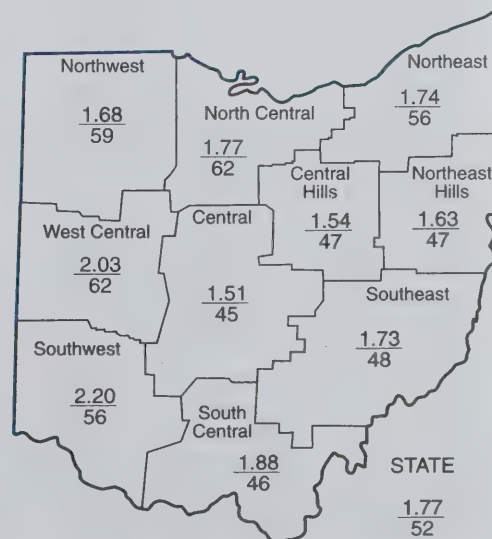 Northwest
1.68
59
North Central
1.77
62
Northeast
1.74
56
Central
Hills
1.54
47
Northeast
Hills
1.63
47
West Central
2.03
62
Central
1.51
45
Southeast
1.73
48
Southwest
2.20
56
South
Central
1.88
46
STATE
1.77
52